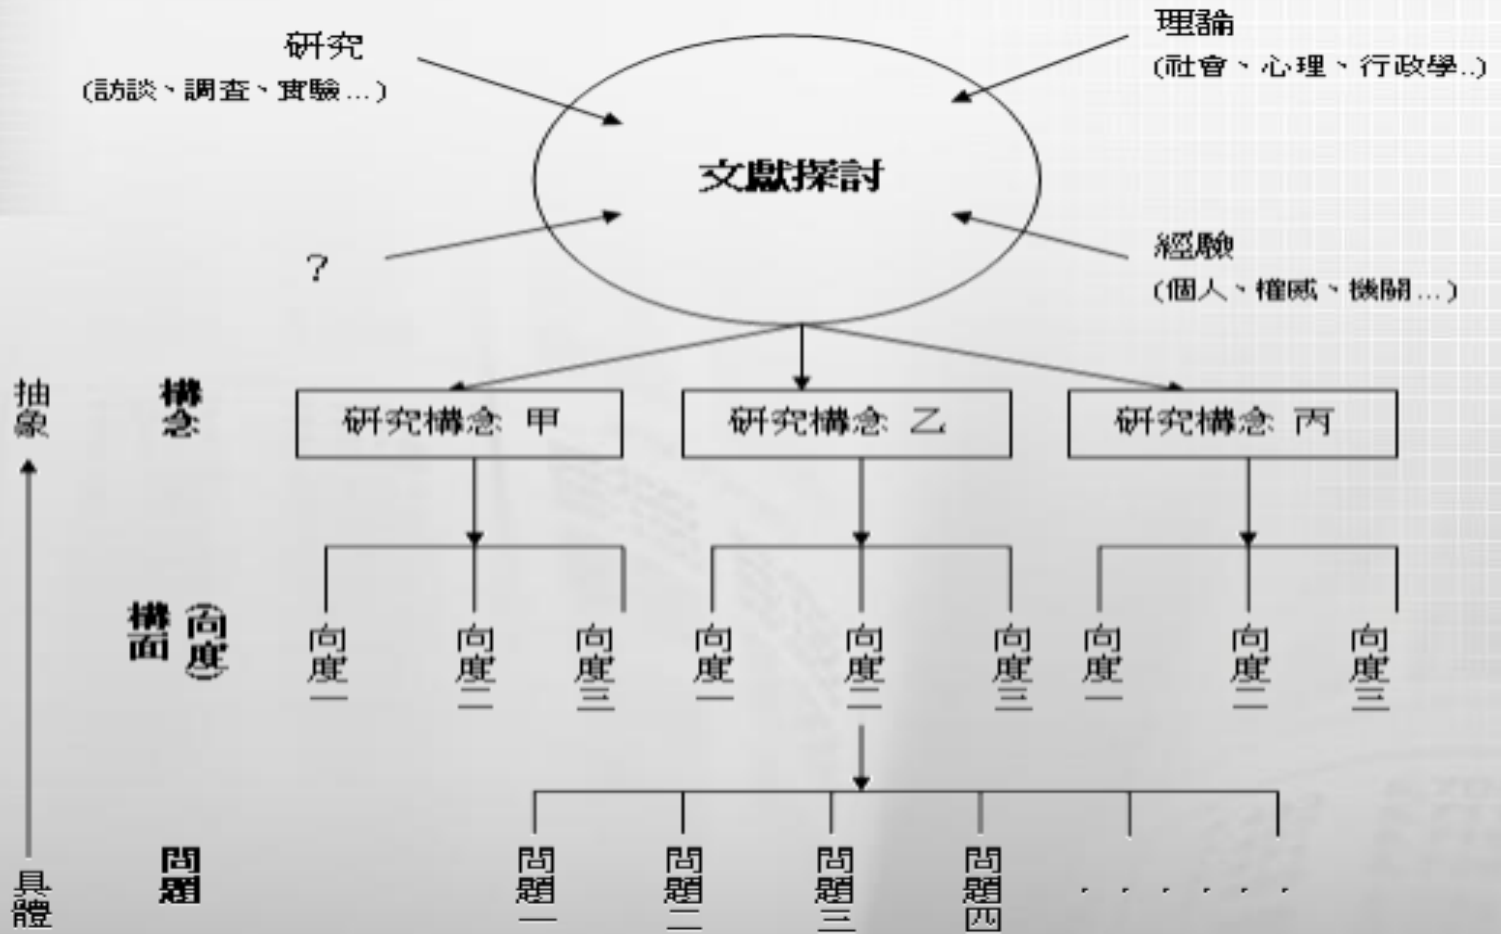 研究
(訪談、調查、實驗...)
理論
(社會、心理、行政學..)
文獻探討
?
經驗
(個人、權威、機關...)
抽象
構念
研究構念 甲
研究構念 乙
研究構念 丙
構面
(向度)
向度一
向度二
向度三
向度一
向度二
向度三
向度一
向度二
向度三
具體
問題
問題一
問題二
問題三
問題四
. . . . . .